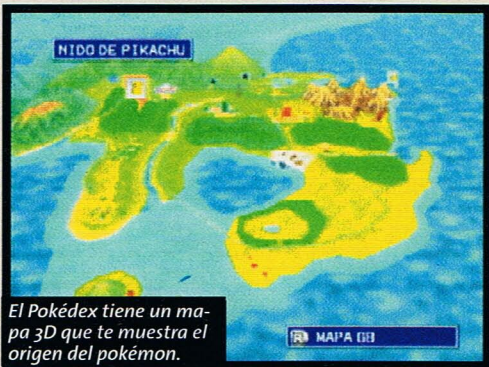 NIDO DE PIKACHU
El Pokédex tiene un ma-
pa 3D que te muestra el
origen del pokémon.
R MAPA GB